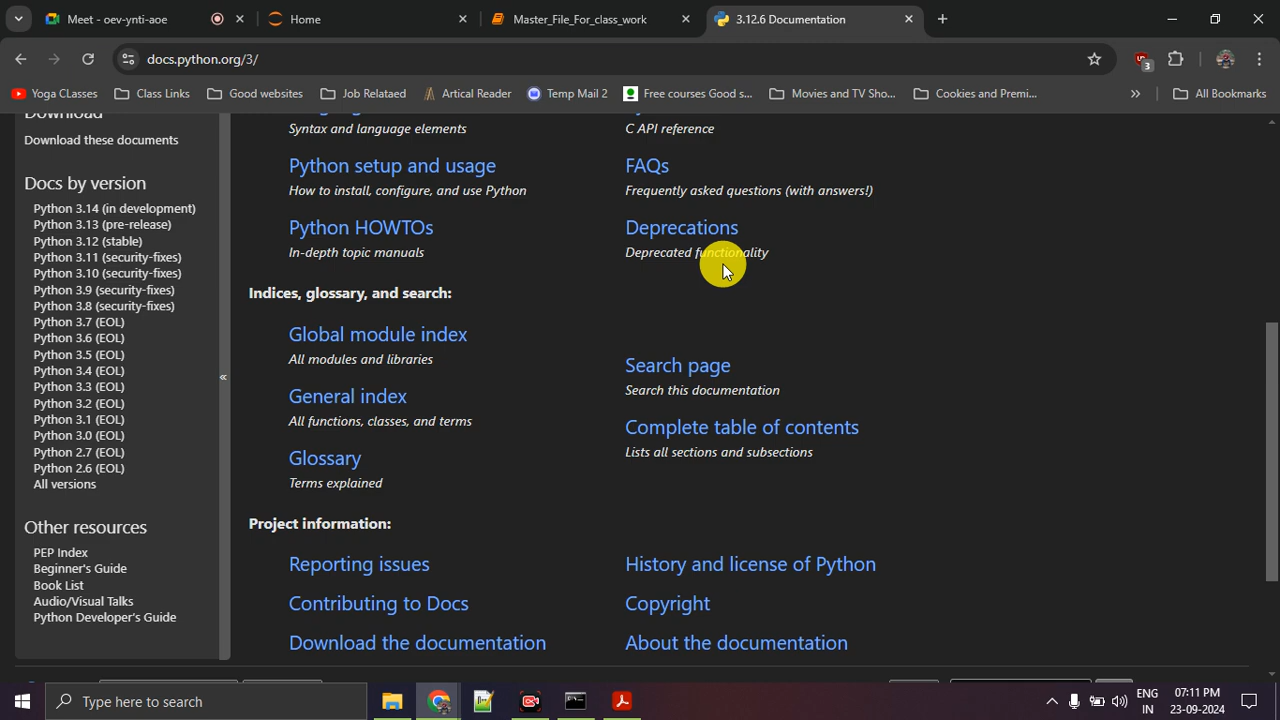 Meet - oev-ynti-aoe
Home
Master_File_For_class_work
3.12.6 Documentation
docs.python.org/3/
3
Yoga CLasses
Class Links
Good websites
Job Relataed
Artical Reader
Temp Mail 2
Free courses Good s...
Movies and TV Sho...
Cookies and Premi...
»
All Bookmarks
Download
Download these documents
Docs by version
Python 3.14 (in development)
Python 3.13 (pre-release)
Python 3.12 (stable)
Python 3.11 (security-fixes)
Python 3.10 (security-fixes)
Python 3.9 (security-fixes)
Python 3.8 (security-fixes)
Python 3.7 (EOL)
Python 3.6 (EOL)
Python 3.5 (EOL)
Python 3.4 (EOL)
Python 3.3 (EOL)
Python 3.2 (EOL)
Python 3.1 (EOL)
Python 3.0 (EOL)
Python 2.7 (EOL)
Python 2.6 (EOL)
All versions
Other resources
PEP Index
Beginner's Guide
Book List
Audio/Visual Talks
Python Developer's Guide
«
Syntax and language elements
C API reference
Python setup and usage
How to install, configure, and use Python
FAQs
Frequently asked questions (with answers!)
Python HOWTOs
In-depth topic manuals
Deprecations
Deprecated functionality
Indices, glossary, and search:
Global module index
All modules and libraries
General index
All functions, classes, and terms
Glossary
Terms explained
Search page
Search this documentation
Complete table of contents
Lists all sections and subsections
Project information:
Reporting issues
Contributing to Docs
Download the documentation
History and license of Python
Copyright
About the documentation
Type here to search
ENG
IN
07:11 PM
23-09-2024